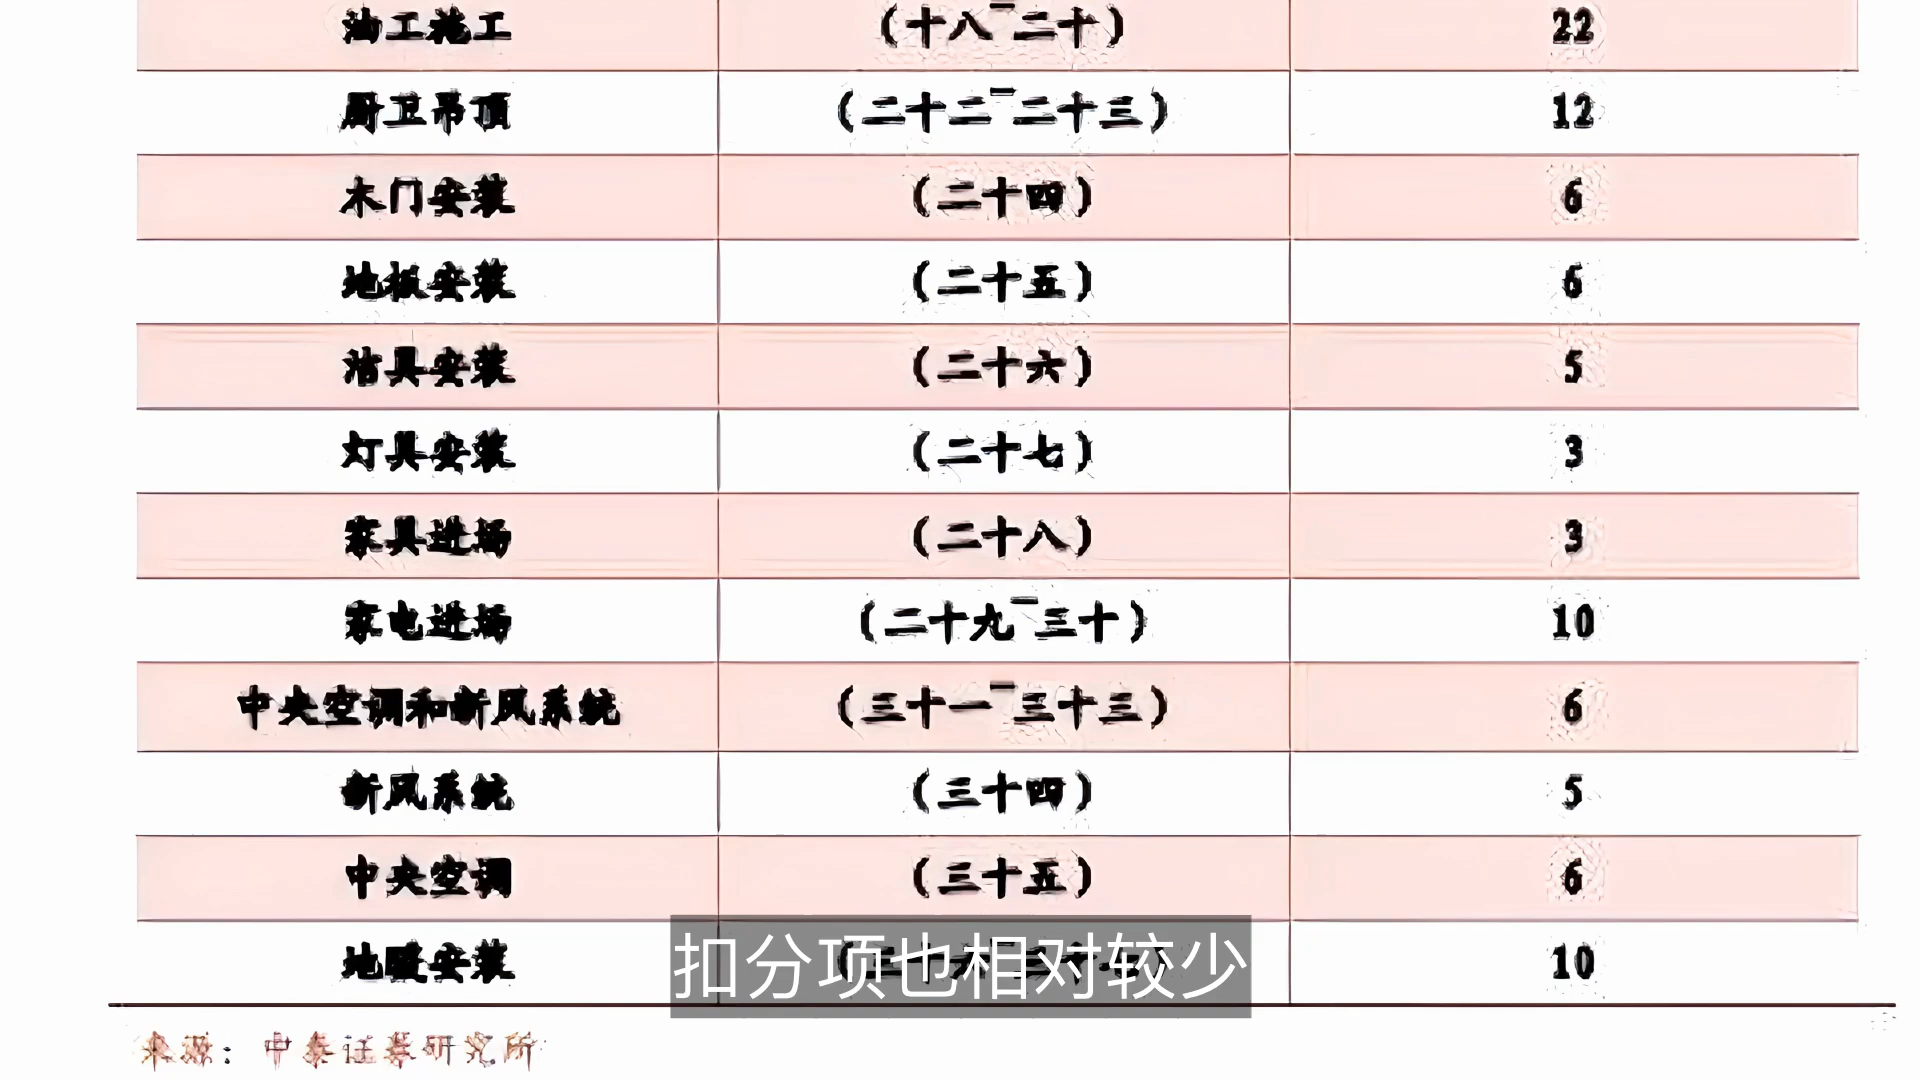 油工施工 (十八-二十) 22
厨卫吊顶 (二十二-二十三) 12
木门安装 (二十四) 6
地板安装 (二十五) 6
洁具安装 (二十六) 5
灯具安装 (二十七) 3
家具进场 (二十八) 3
家电进场 (二十九-三十) 10
中央空调和新风系统 (三十一-三十三) 6
新风系统 (三十四) 5
中央空调 (三十五) 6
地暖安装 10
扣分项也相对较少
来源：中泰证券研究所